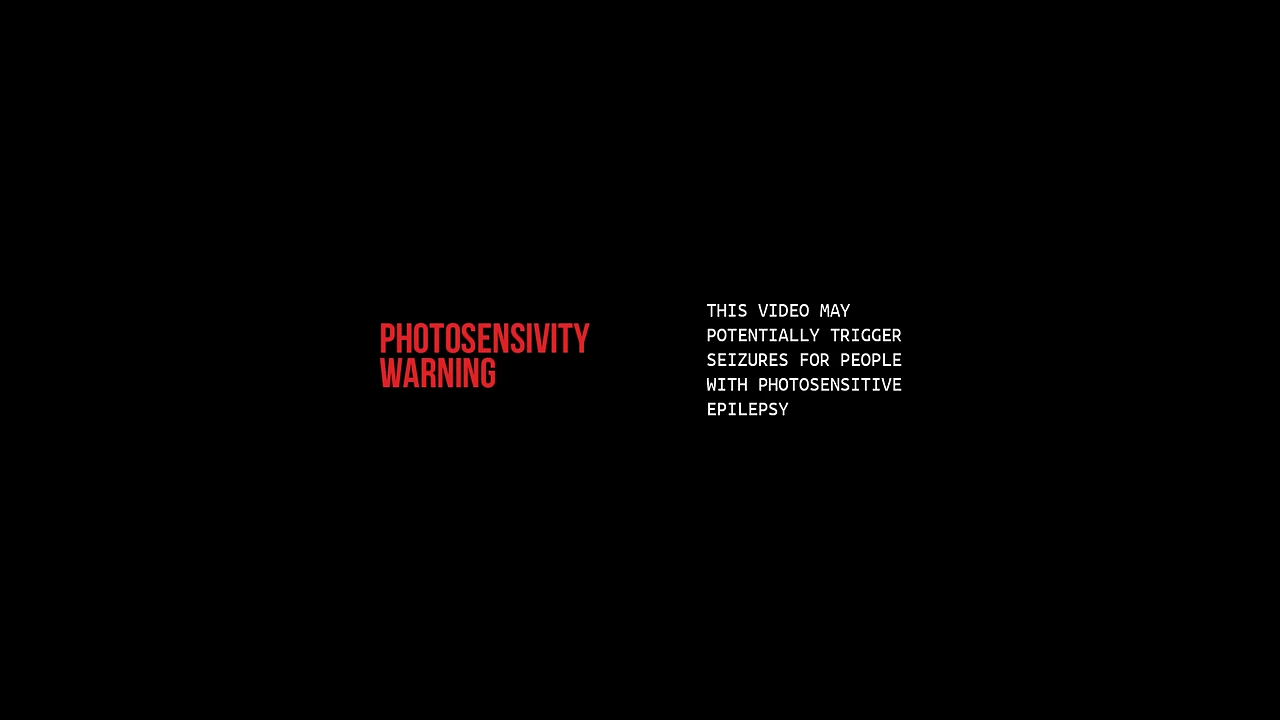 PHOTOSENSIVITY
WARNING
THIS VIDEO MAY
POTENTIALLY TRIGGER
SEIZURES FOR PEOPLE
WITH PHOTOSENSITIVE
EPILEPSY